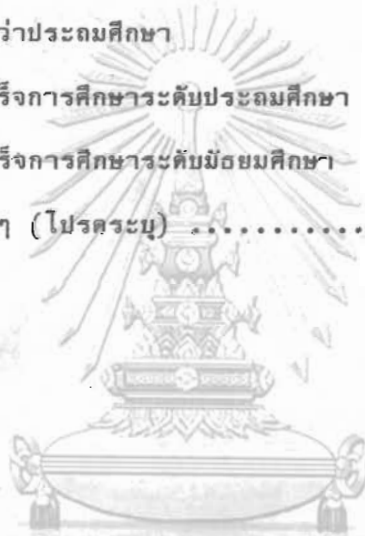 ว่าประถมศึกษา
ร็จการศึกษาระดับประถมศึกษา
ร็จการศึกษาระดับมัธยมศึกษา
ๆ (โปรดระบุ) ............